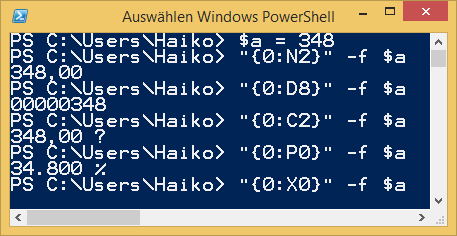 Auswählen Windows PowerShell
PS C:\Users\Haiko> $a = 348
PS C:\Users\Haiko> "{0:N2}" -f $a
348,00
PS C:\Users\Haiko> "{0:D8}" -f $a
00000348
PS C:\Users\Haiko> "{0:C2}" -f $a
348,00 ?
PS C:\Users\Haiko> "{0:P0}" -f $a
34.800 %
PS C:\Users\Haiko> "{0:X0}" -f $a